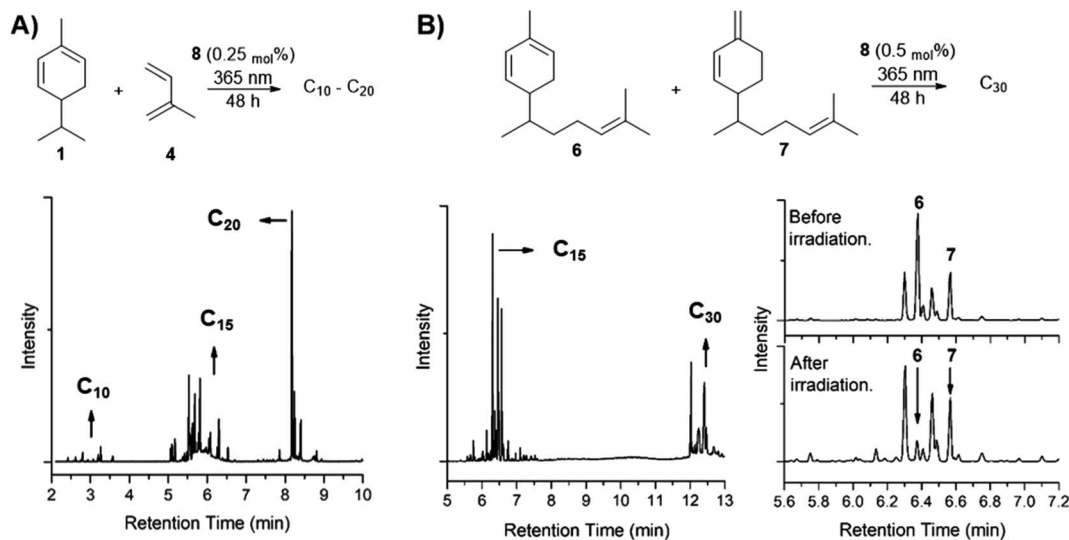 A)
8 (0.25 mol%)
365 nm
48 h
+
C10 - C20
1
4
B)
8 (0.5 mol%)
365 nm
48 h
+
C30
6
7
C20
C15
C10
Intensity
2 3 4 5 6 7 8 9 10
Retention Time (min)
C15
C30
Intensity
5 6 7 8 9 10 11 12 13
Retention Time (min)
Before
irradiation.
6
7
After
irradiation.
6
7
Intensity
5.6 5.8 6.0 6.2 6.4 6.6 6.8 7.0 7.2
Retention Time (min)